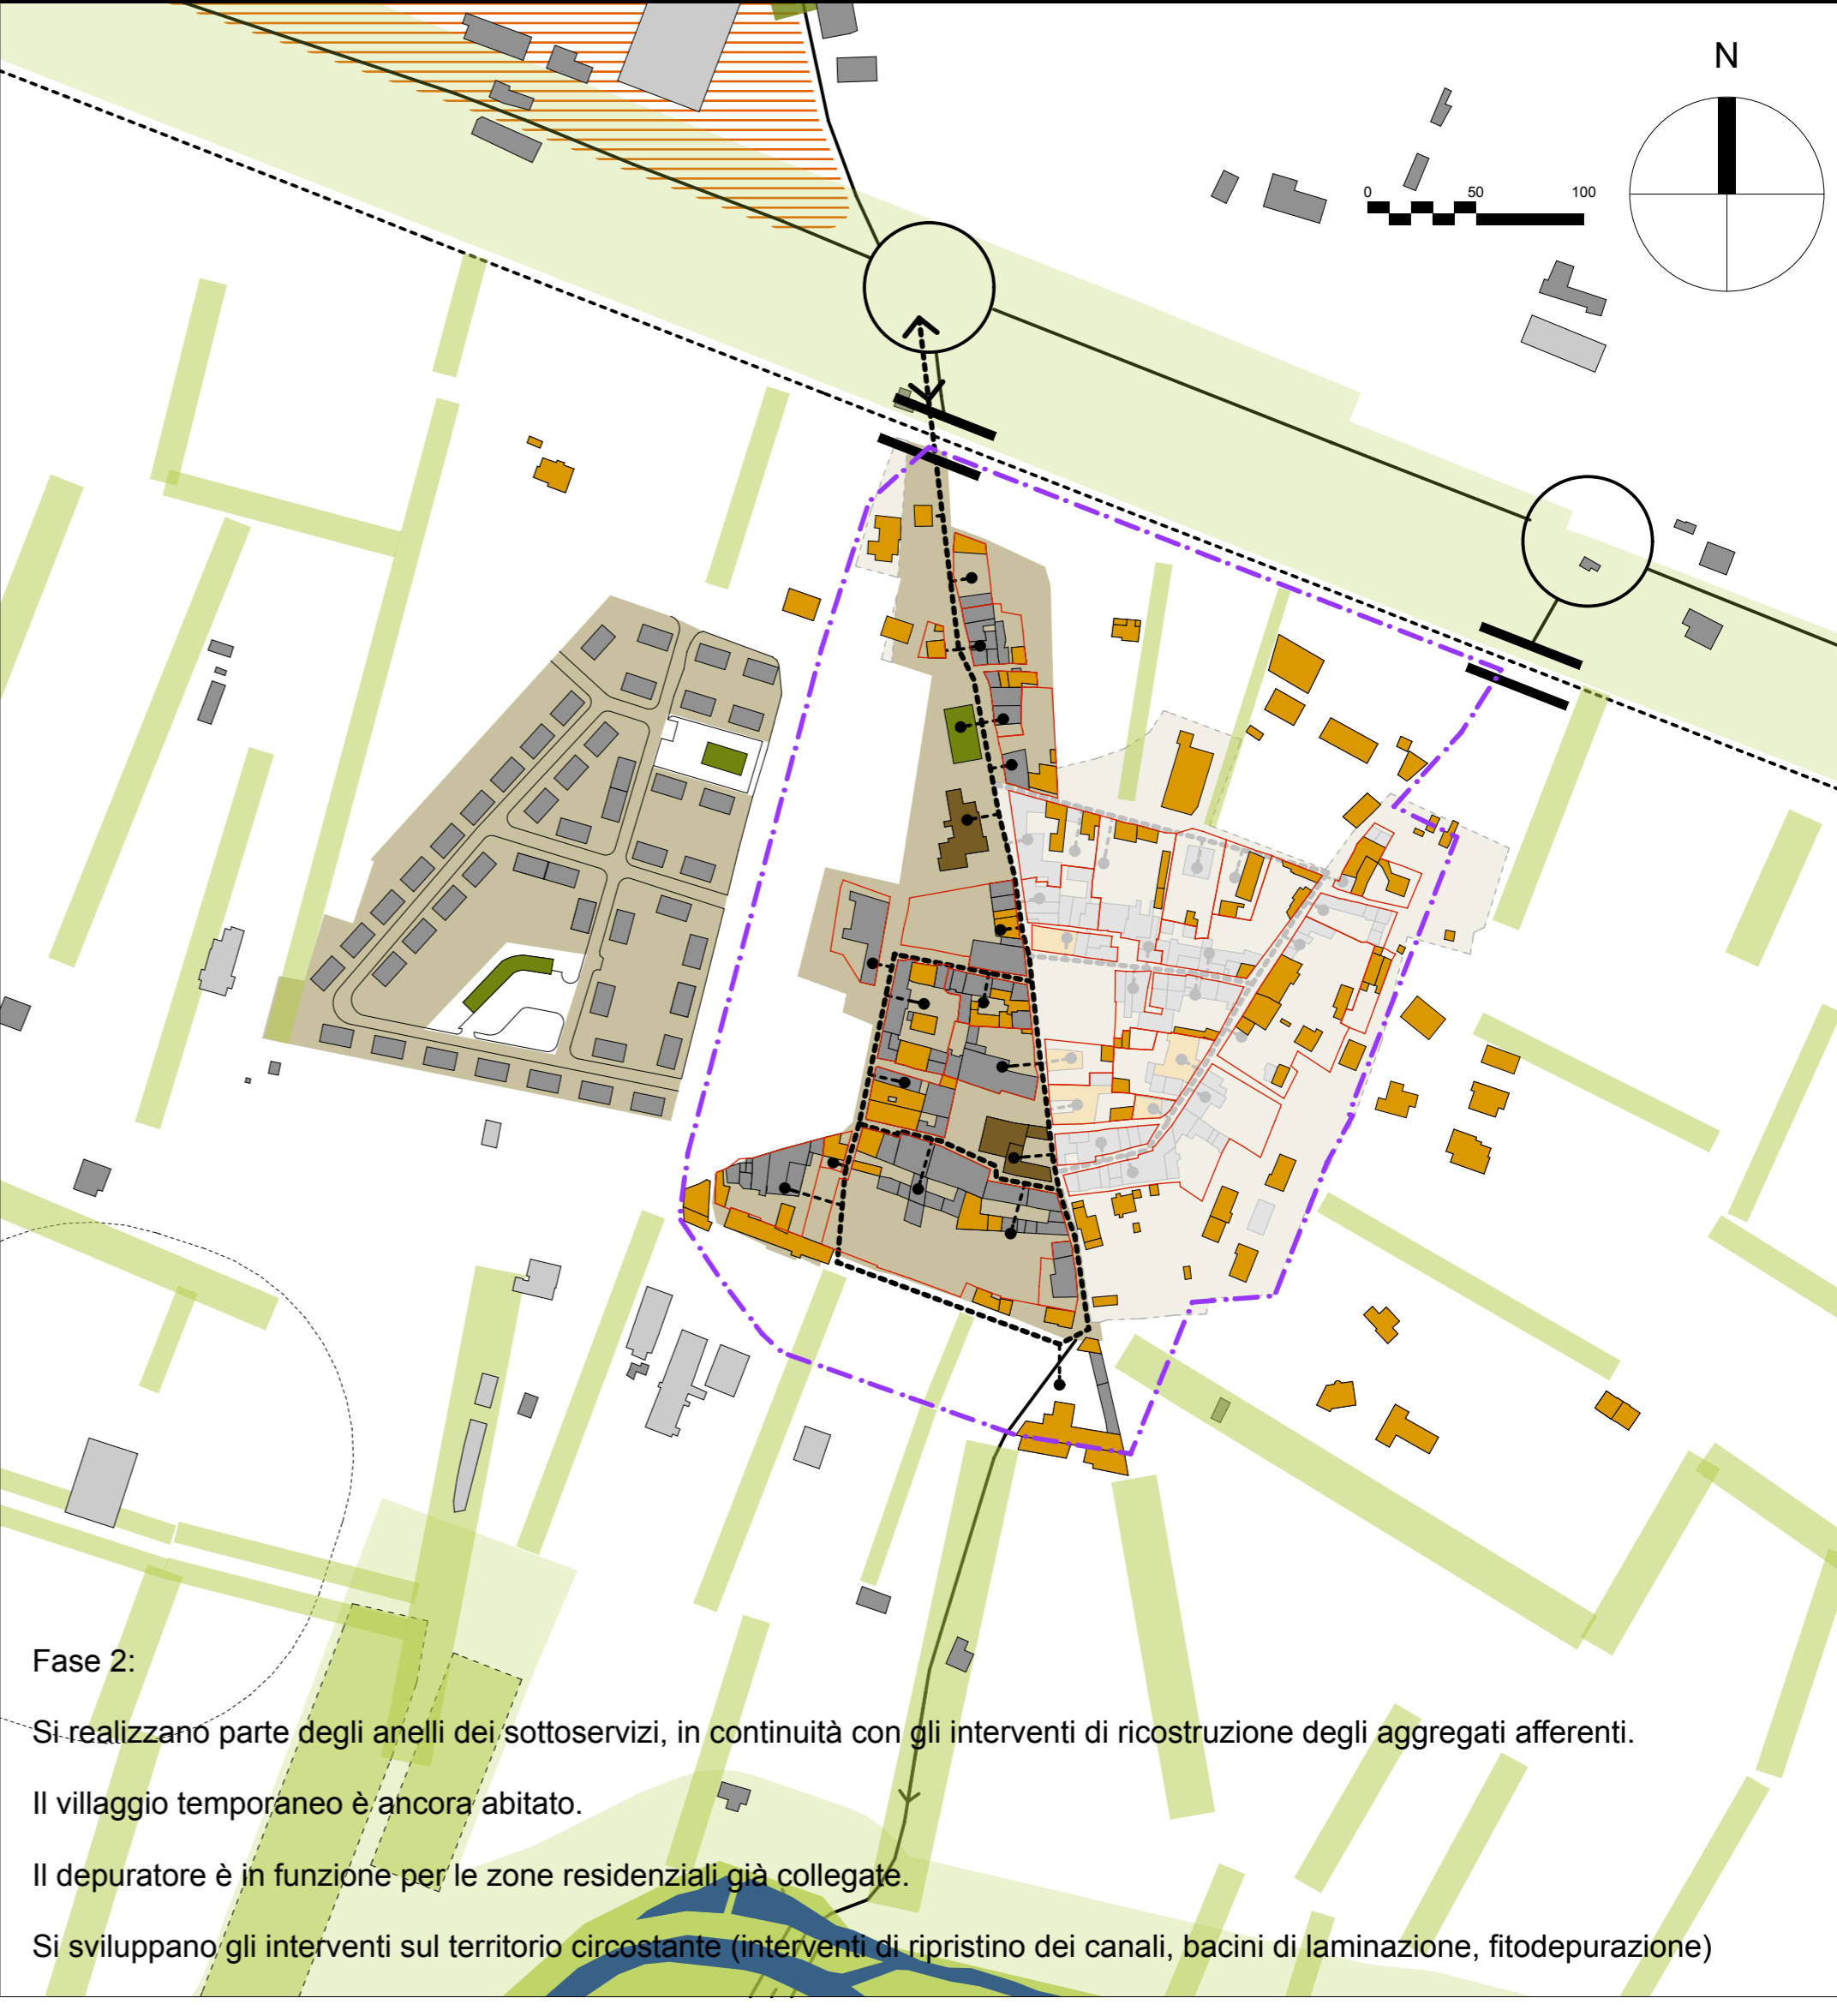 N
0 50 100
Fase 2:
Si realizzano parte degli anelli dei sottoservizi, in continuità con gli interventi di ricostruzione degli aggregati afferenti.
Il villaggio temporaneo è ancora abitato.
Il depuratore è in funzione per le zone residenziali già collegate.
Si sviluppano gli interventi sul territorio circostante (interventi di ripristino dei canali, bacini di laminazione, fitodepurazione)